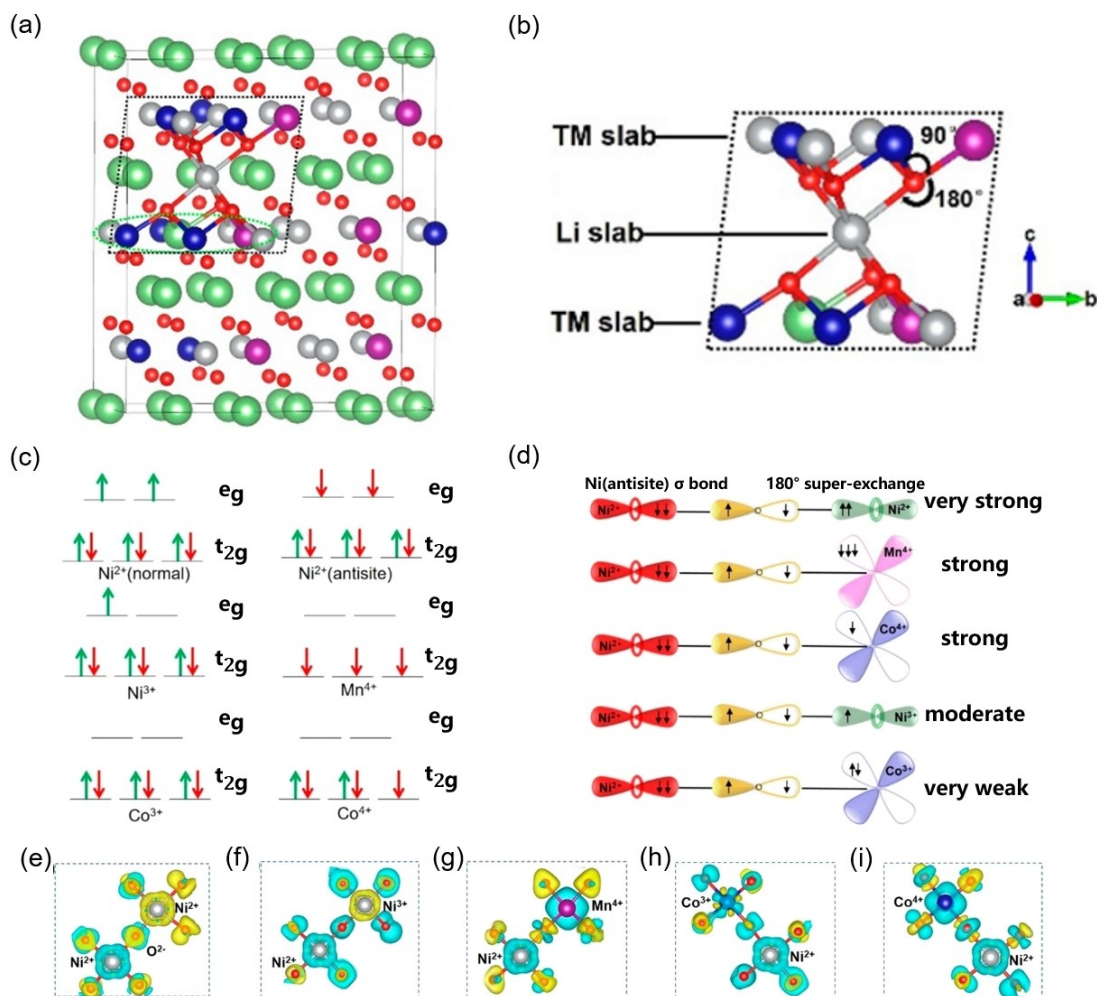 (a)
(b)
TM slab
Li slab
TM slab
90°
180°
c
a
b
(c)
eg
eg
t2g
t2g
Ni2+(normal)
Ni2+(antisite)
eg
eg
t2g
t2g
Ni3+
Mn4+
eg
eg
t2g
t2g
Co3+
Co4+
(d)
Ni(antisite) σ bond
180° super-exchange
Ni2+
Ni2+
very strong
Ni2+
Mn4+
strong
Ni2+
Co4+
strong
Ni2+
Ni3+
moderate
Ni2+
Co3+
very weak
(e)
Ni2+
Ni2+
O2-
(f)
Ni3+
Ni2+
(g)
Mn4+
Ni2+
(h)
Co3+
Ni2+
(i)
Co4+
Ni2+